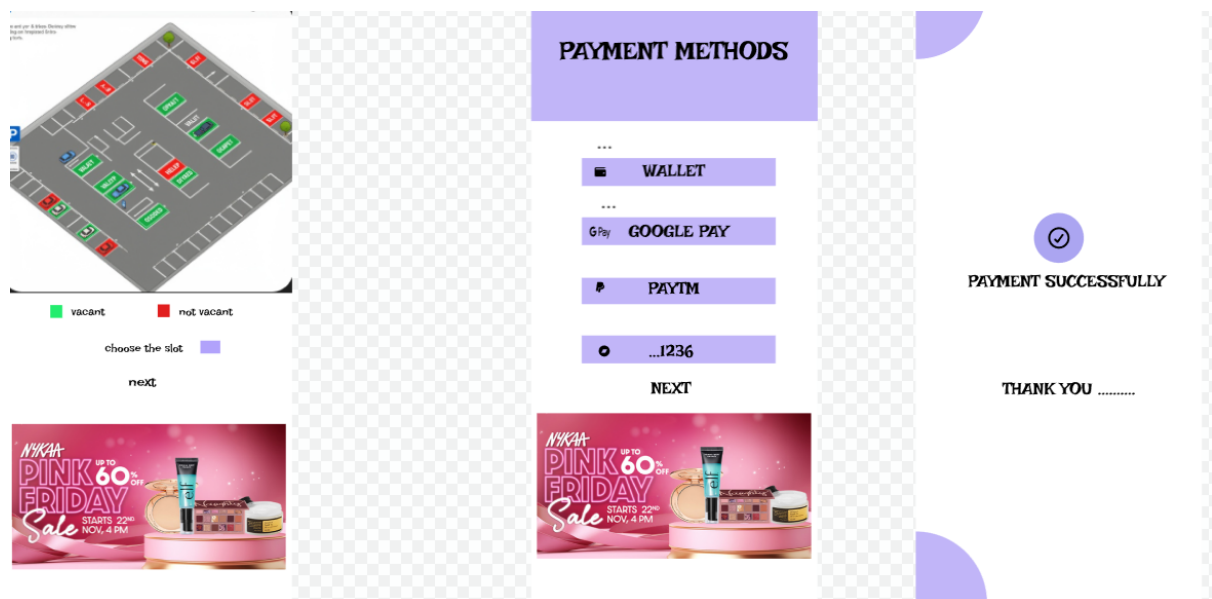 P
vacant
not vacant
choose the slot
next
NYKAA
PINK
FRIDAY
Sale
UP TO
60% OFF
STARTS 22ND
NOV, 4 PM
elf
PAYMENT METHODS
...
WALLET
...
G Pay
GOOGLE PAY
PAYTM
...1236
NEXT
NYKAA
PINK
FRIDAY
Sale
UP TO
60% OFF
STARTS 22ND
NOV, 4 PM
elf
PAYMENT SUCCESSFULLY
THANK YOU ..........